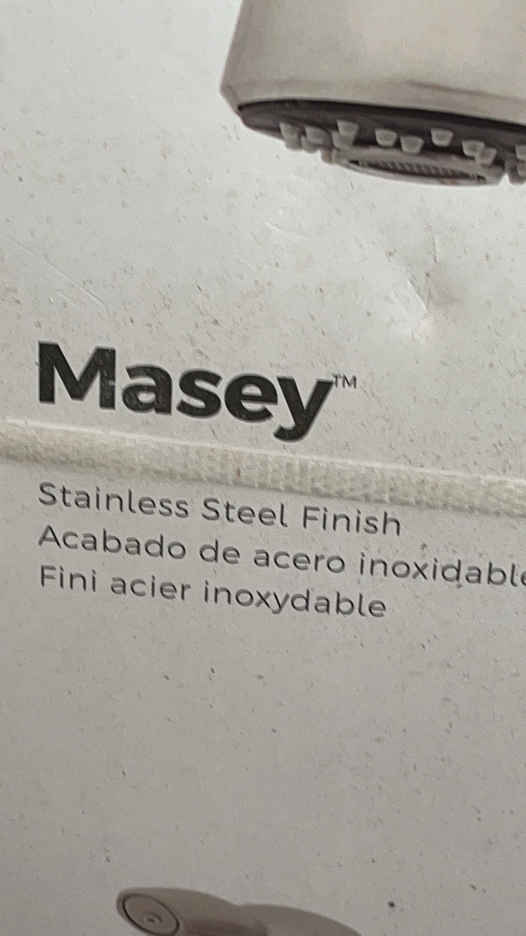 Masey™
Stainless Steel Finish
Acabado de acero inoxidable
Fini acier inoxydable